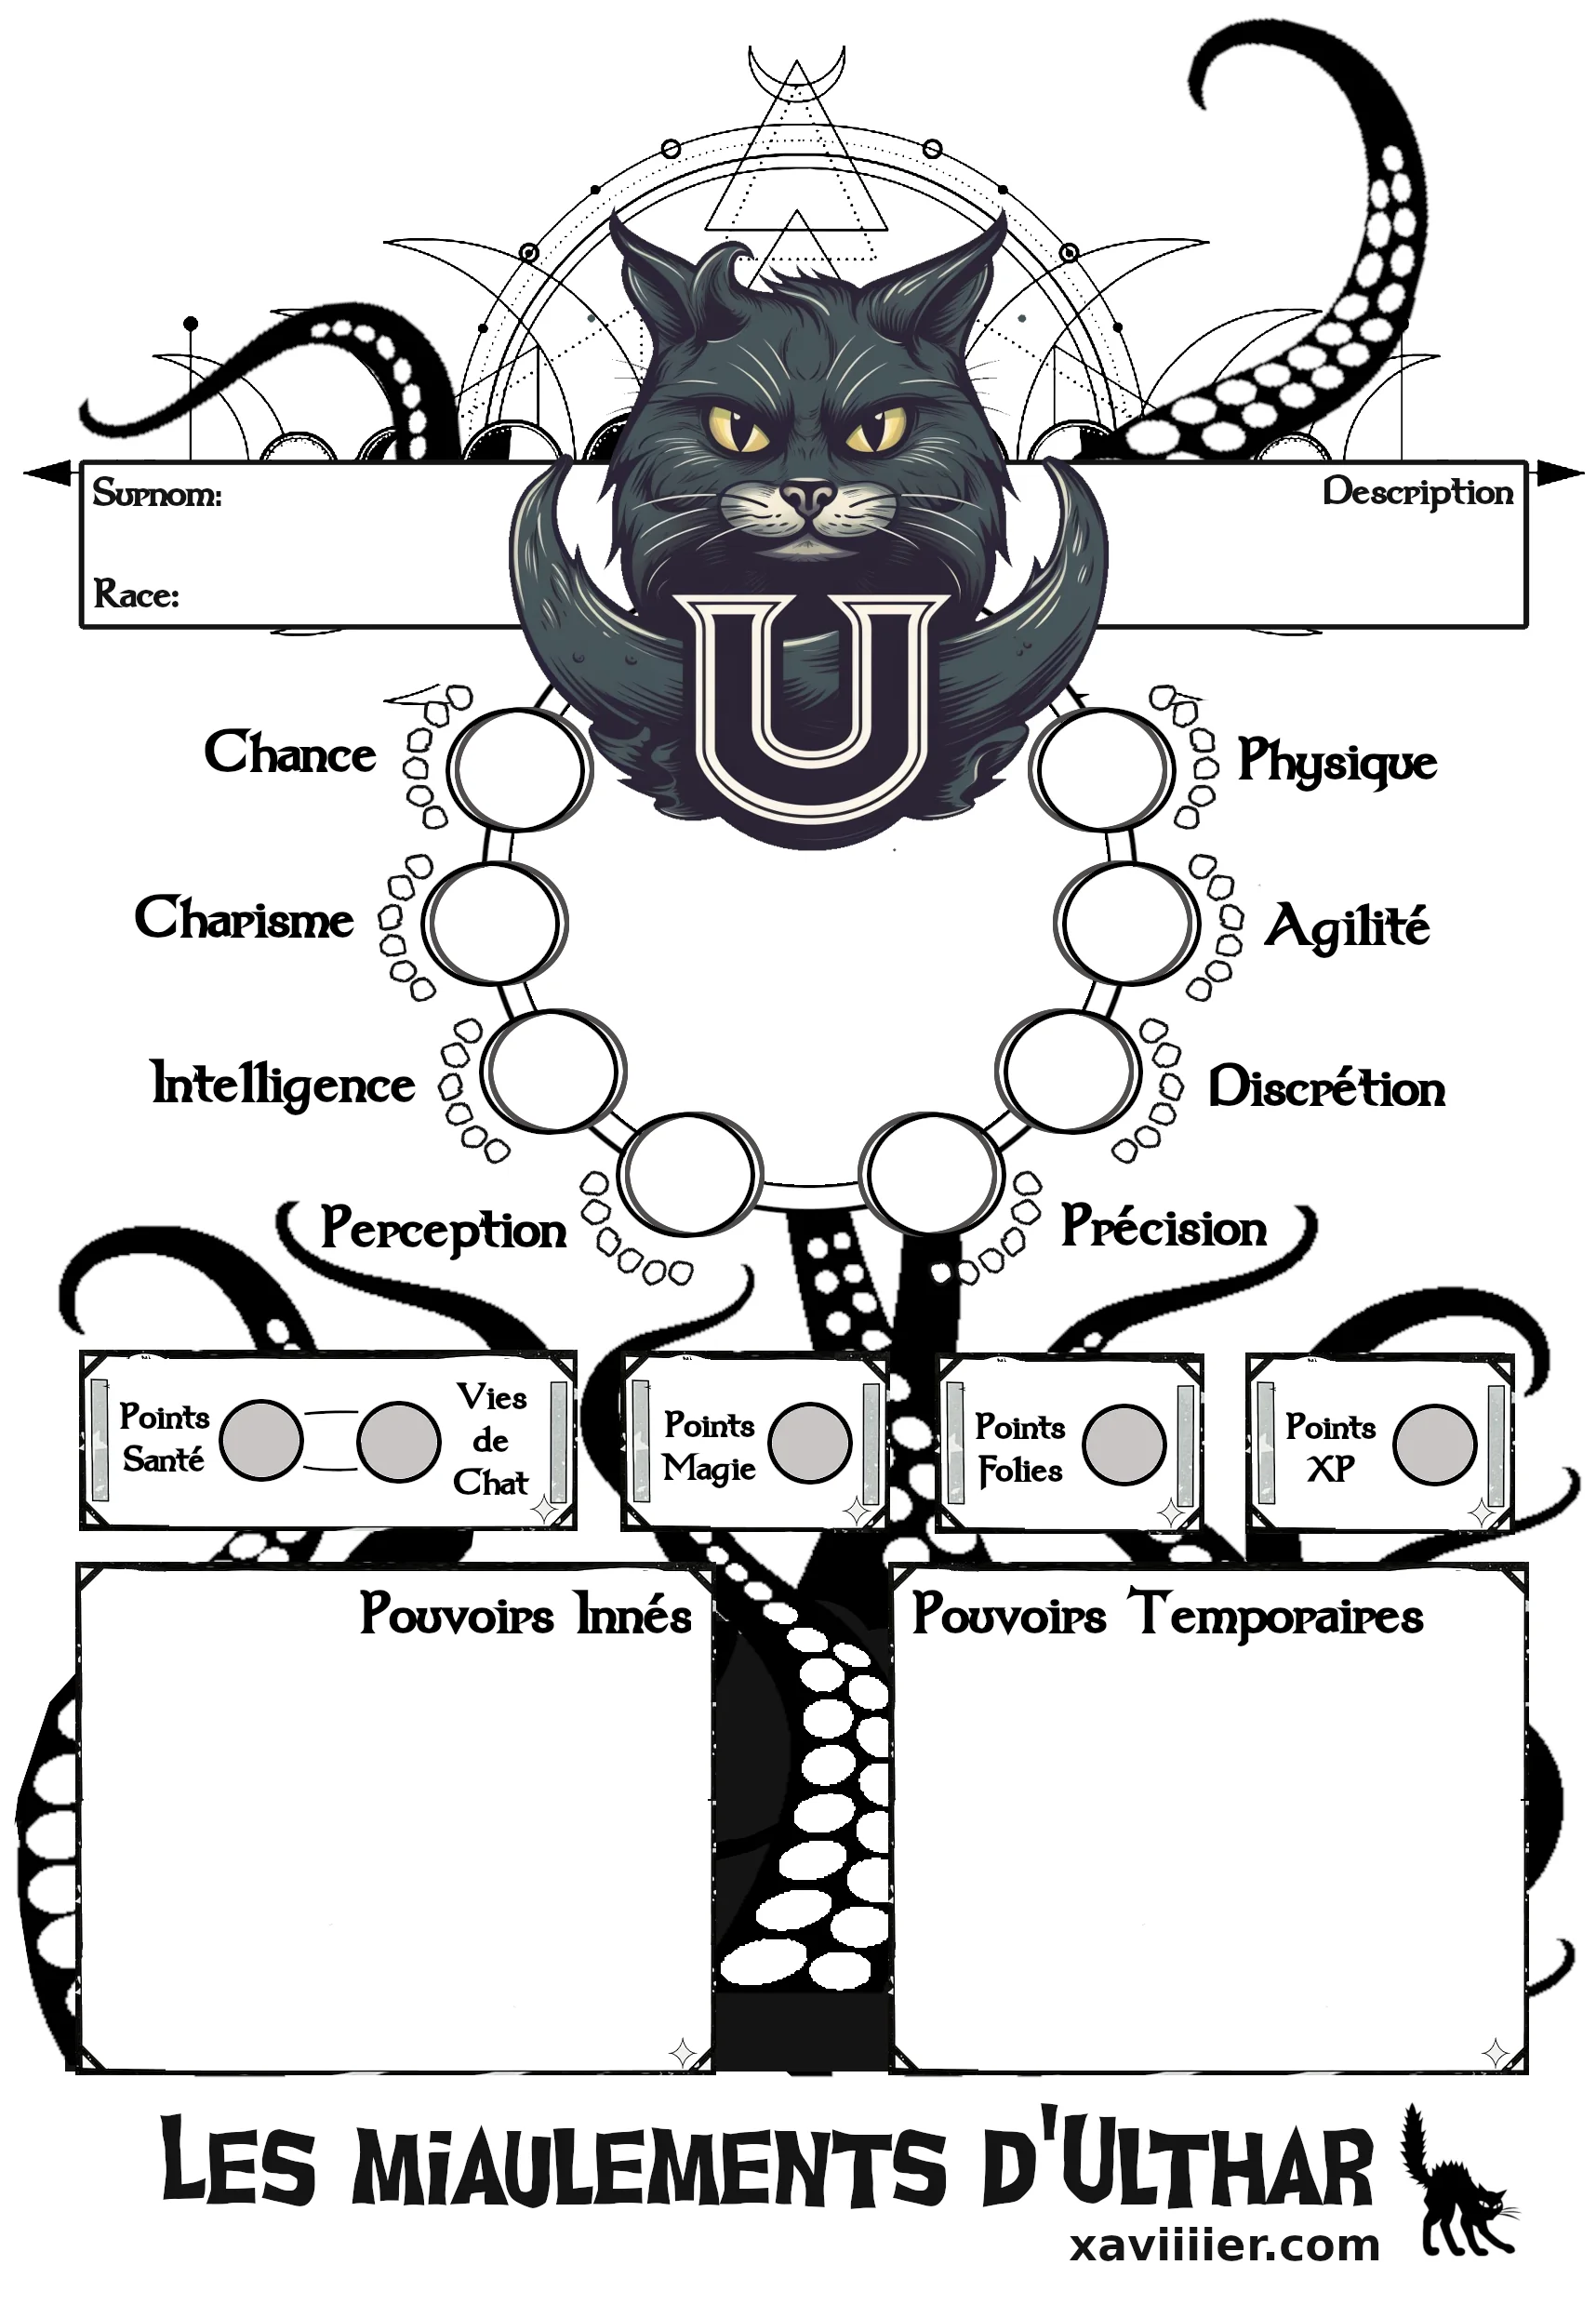 Surnom:
Description
Race:
U
Chance
Physique
Charisme
Agilité
Intelligence
Discrétion
Perception
Précision
Points
Santé
Vies
de
Chat
Points
Magie
Points
Folies
Points
XP
Pouvoirs Innés
Pouvoirs Temporaires
LES MiAULEMENTS D'ULTHAR
xaviiiiier.com